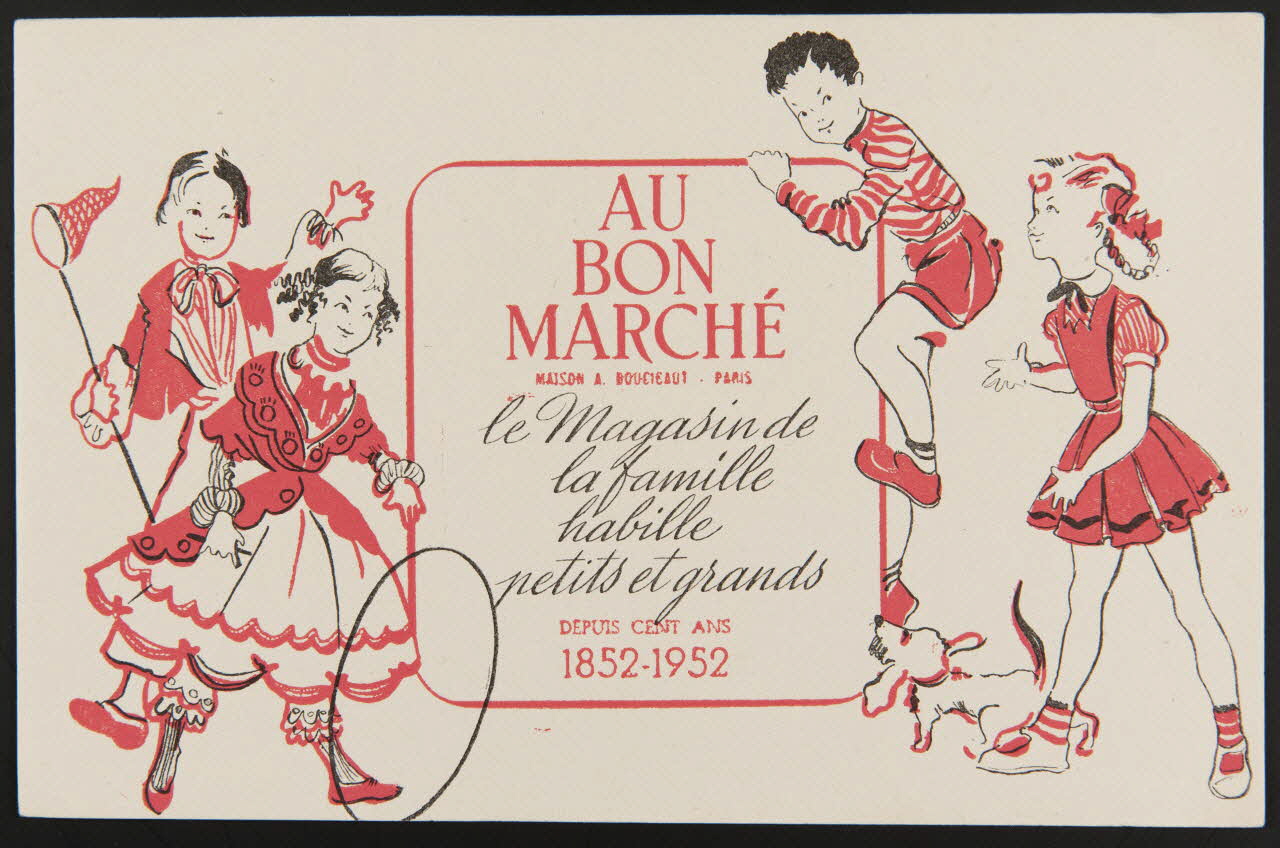 AU
BON
MARCHÉ
MAISON A. BOUCICAUT - PARIS
le Magasin de
la famille
habille
petits et grands
DEPUIS CENT ANS
1852-1952